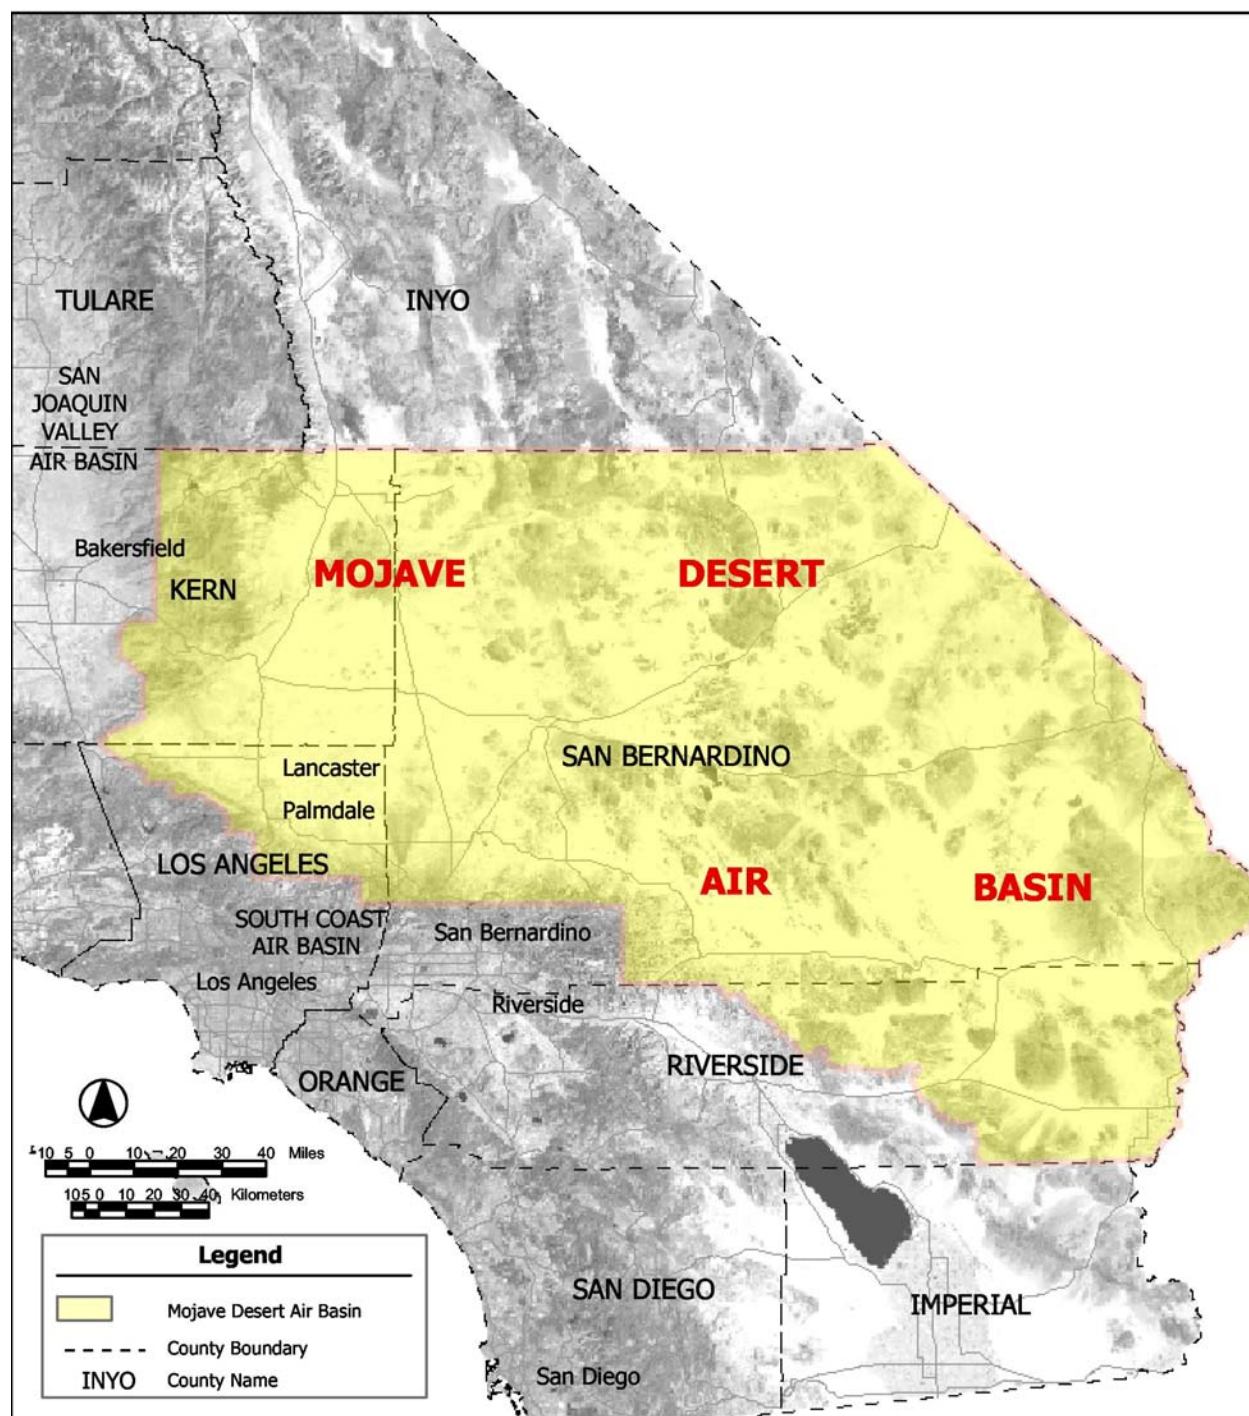 TULARE
INYO
SAN
JOAQUIN
VALLEY
AIR BASIN
Bakersfield
KERN
MOJAVE
DESERT
SAN BERNARDINO
Lancaster
Palmdale
LOS ANGELES
AIR
BASIN
SOUTH COAST
AIR BASIN
San Bernardino
Los Angeles
Riverside
RIVERSIDE
ORANGE
10 5 0 10 20 30 40 Miles
105 0 10 20 30 40 Kilometers
SAN DIEGO
IMPERIAL
San Diego
Legend
Mojave Desert Air Basin
County Boundary
INYO County Name